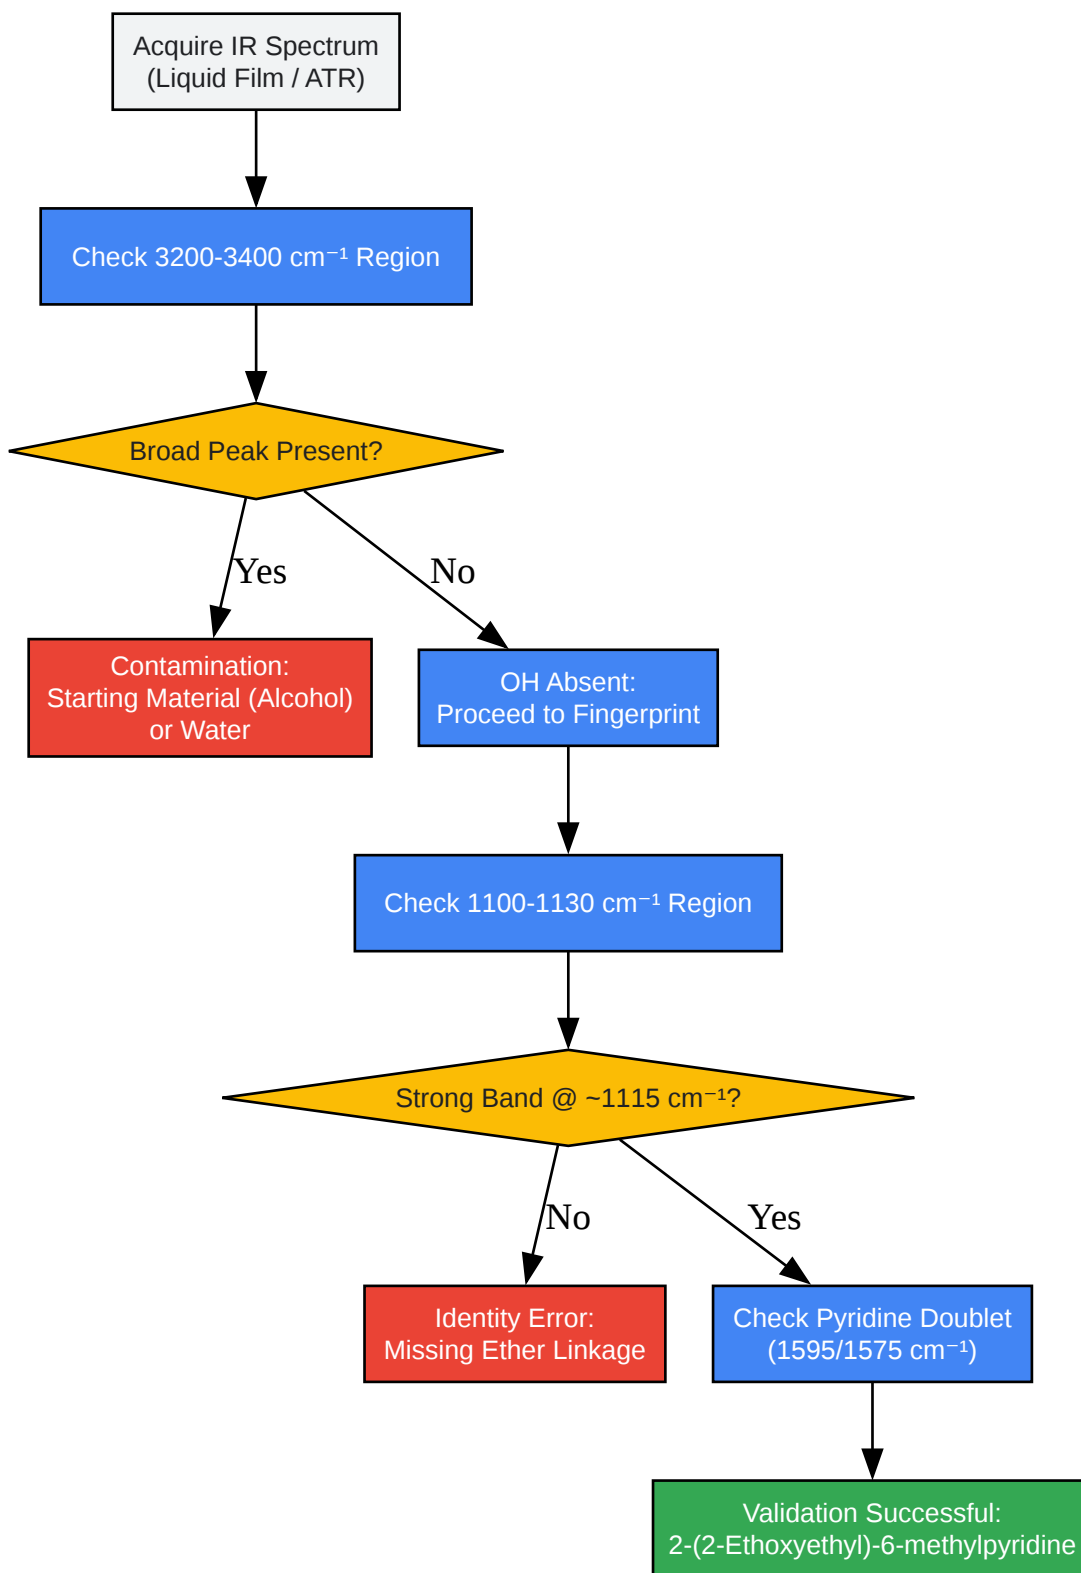 Acquire IR Spectrum
(Liquid Film / ATR)
Check 3200-3400 cm⁻¹ Region
Broad Peak Present?
Yes
No
Contamination:
Starting Material (Alcohol)
or Water
OH Absent:
Proceed to Fingerprint
Check 1100-1130 cm⁻¹ Region
Strong Band @ ~1115 cm⁻¹?
No
Yes
Identity Error:
Missing Ether Linkage
Check Pyridine Doublet
(1595/1575 cm⁻¹)
Validation Successful:
2-(2-Ethoxyethyl)-6-methylpyridine